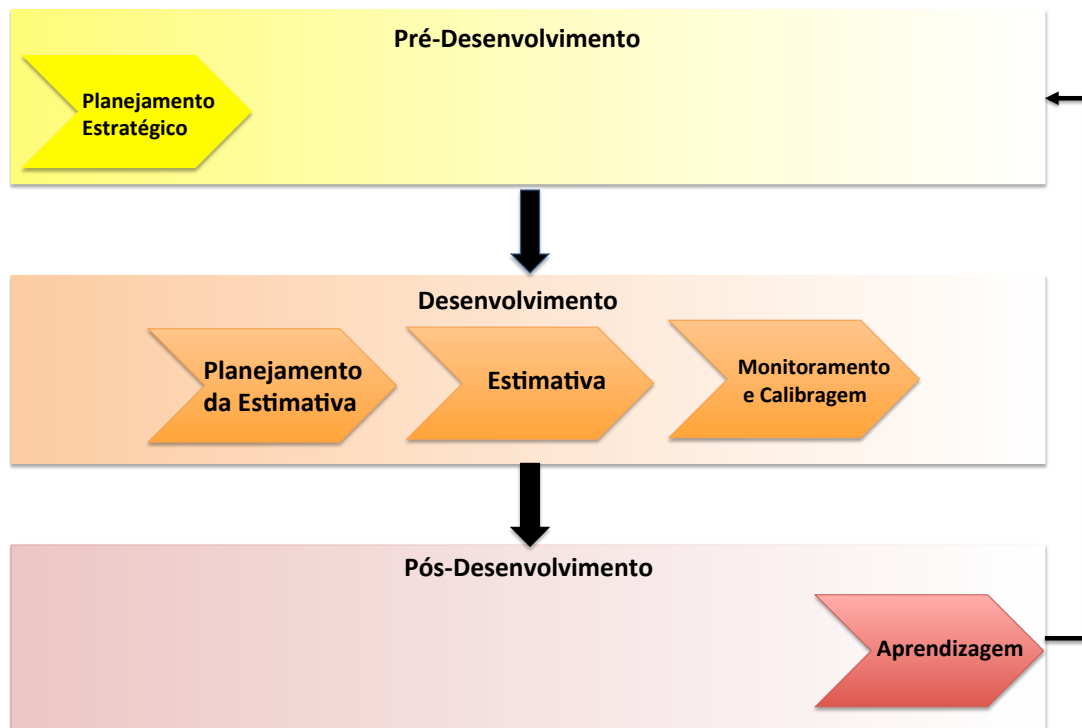 Pré-Desenvolvimento
Planejamento
Estratégico
Desenvolvimento
Planejamento
da Estimativa
Estimativa
Monitoramento
e Calibragem
Pós-Desenvolvimento
Aprendizagem